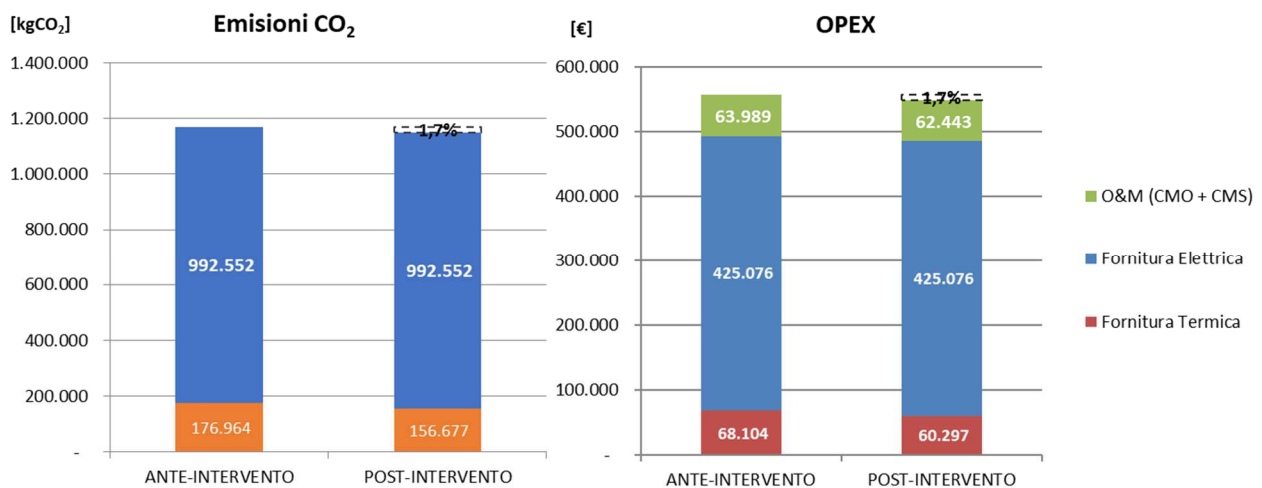 [kgCO₂]
Emisioni CO₂
1.400.000
1.200.000
1.000.000
800.000
600.000
400.000
200.000
-
1,7%
992.552
992.552
176.964
156.677
ANTE-INTERVENTO
POST-INTERVENTO
[€]
OPEX
600.000
500.000
400.000
300.000
200.000
100.000
-
1,7%
63.989
62.443
425.076
425.076
68.104
60.297
ANTE-INTERVENTO
POST-INTERVENTO
O&M (CMO + CMS)
Fornitura Elettrica
Fornitura Termica